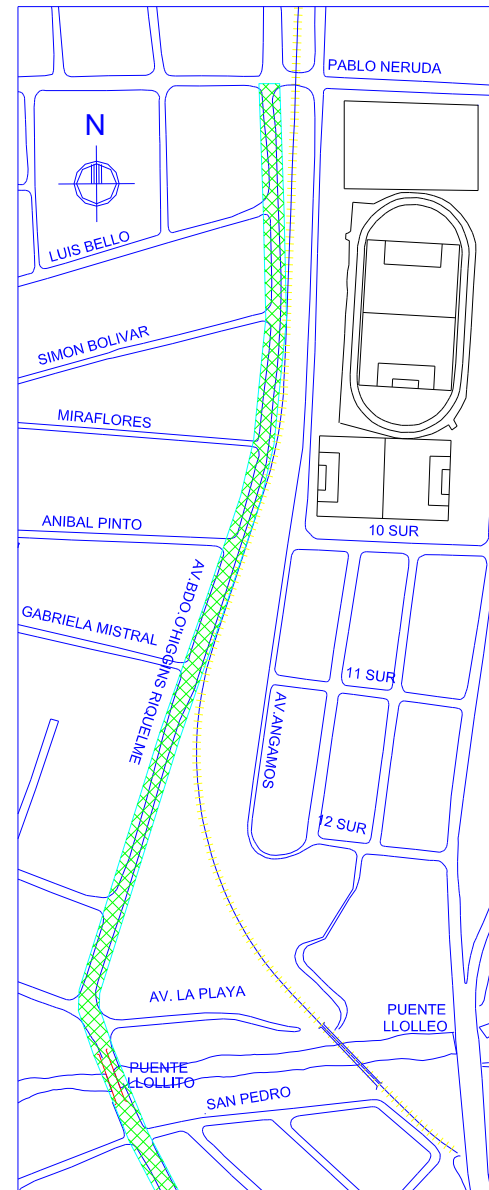 PABLO NERUDA
N
LUIS BELLO
SIMON BOLIVAR
MIRAFLORES
ANIBAL PINTO
10 SUR
AV.BDO.O'HIGGINS RIQUELME
GABRIELA MISTRAL
11 SUR
AV.ANGAMOS
12 SUR
AV. LA PLAYA
PUENTE
LLOLLEO
PUENTE
LLOLLITO
SAN PEDRO